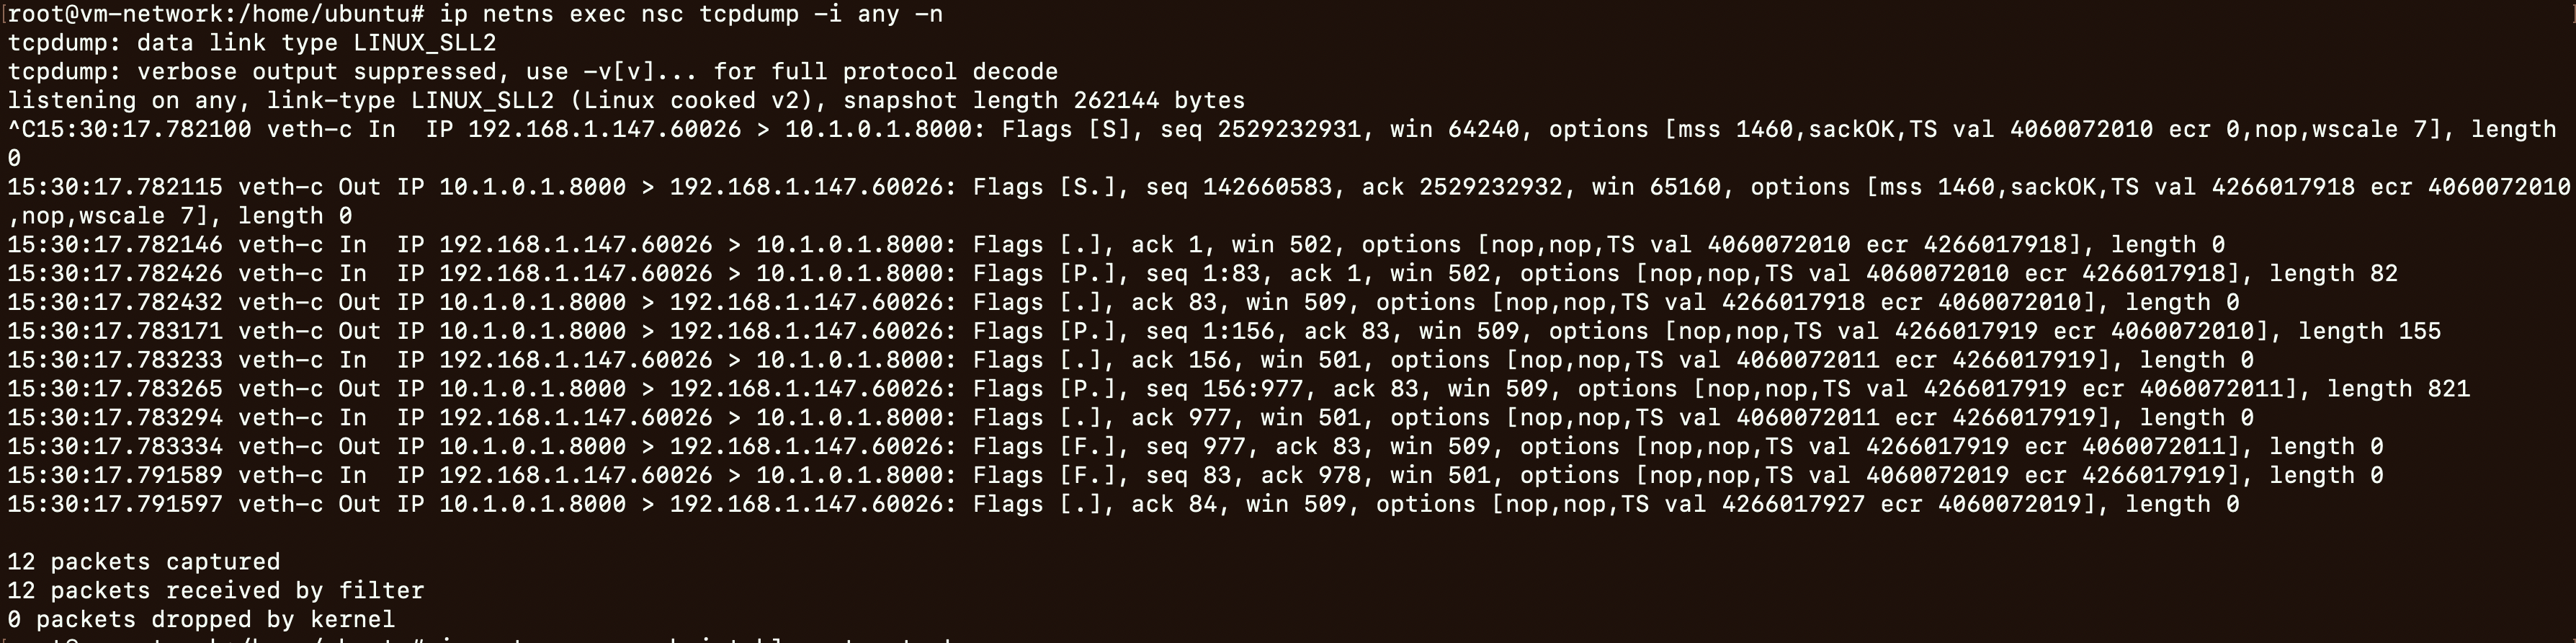 [root@vm-network:/home/ubuntu# ip netns exec nsc tcpdump -i any -n
tcpdump: data link type LINUX_SLL2
tcpdump: verbose output suppressed, use -v[v]... for full protocol decode
listening on any, link-type LINUX_SLL2 (Linux cooked v2), snapshot length 262144 bytes
^C15:30:17.782100 veth-c In  IP 192.168.1.147.60026 > 10.1.0.1.8000: Flags [S], seq 2529232931, win 64240, options [mss 1460,sackOK,TS val 4060072010 ecr 0,nop,wscale 7], length
0
15:30:17.782115 veth-c Out IP 10.1.0.1.8000 > 192.168.1.147.60026: Flags [S.], seq 142660583, ack 2529232932, win 65160, options [mss 1460,sackOK,TS val 4266017918 ecr 4060072010
,nop,wscale 7], length 0
15:30:17.782146 veth-c In  IP 192.168.1.147.60026 > 10.1.0.1.8000: Flags [.], ack 1, win 502, options [nop,nop,TS val 4060072010 ecr 4266017918], length 0
15:30:17.782426 veth-c In  IP 192.168.1.147.60026 > 10.1.0.1.8000: Flags [P.], seq 1:83, ack 1, win 502, options [nop,nop,TS val 4060072010 ecr 4266017918], length 82
15:30:17.782432 veth-c Out IP 10.1.0.1.8000 > 192.168.1.147.60026: Flags [.], ack 83, win 509, options [nop,nop,TS val 4266017918 ecr 4060072010], length 0
15:30:17.783171 veth-c Out IP 10.1.0.1.8000 > 192.168.1.147.60026: Flags [P.], seq 1:156, ack 83, win 509, options [nop,nop,TS val 4266017919 ecr 4060072010], length 155
15:30:17.783233 veth-c In  IP 192.168.1.147.60026 > 10.1.0.1.8000: Flags [.], ack 156, win 501, options [nop,nop,TS val 4060072011 ecr 4266017919], length 0
15:30:17.783265 veth-c Out IP 10.1.0.1.8000 > 192.168.1.147.60026: Flags [P.], seq 156:977, ack 83, win 509, options [nop,nop,TS val 4266017919 ecr 4060072011], length 821
15:30:17.783294 veth-c In  IP 192.168.1.147.60026 > 10.1.0.1.8000: Flags [.], ack 977, win 501, options [nop,nop,TS val 4060072011 ecr 4266017919], length 0
15:30:17.783334 veth-c Out IP 10.1.0.1.8000 > 192.168.1.147.60026: Flags [F.], seq 977, ack 83, win 509, options [nop,nop,TS val 4266017919 ecr 4060072011], length 0
15:30:17.791589 veth-c In  IP 192.168.1.147.60026 > 10.1.0.1.8000: Flags [F.], seq 83, ack 978, win 501, options [nop,nop,TS val 4060072019 ecr 4266017919], length 0
15:30:17.791597 veth-c Out IP 10.1.0.1.8000 > 192.168.1.147.60026: Flags [.], ack 84, win 509, options [nop,nop,TS val 4266017927 ecr 4060072019], length 0
12 packets captured
12 packets received by filter
0 packets dropped by kernel